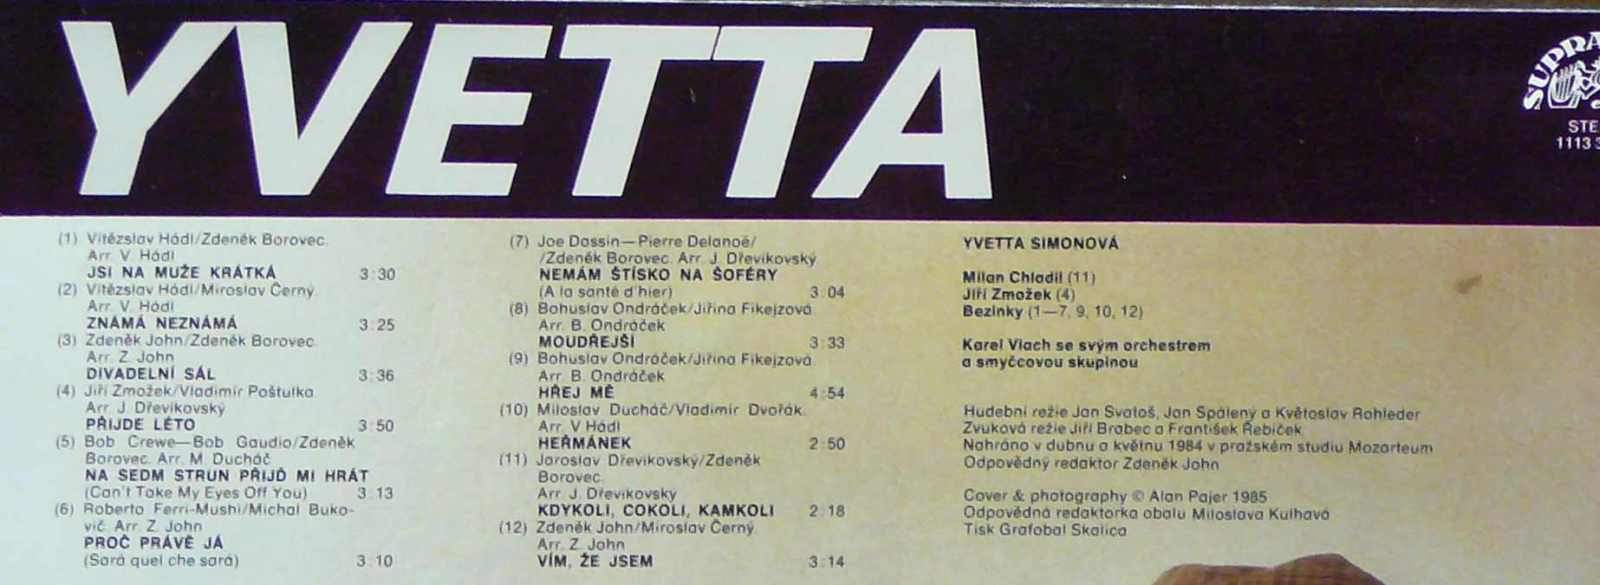 YVETTA
SUPRA
STE
1113 3
(1) Vítězslav Hádl/Zdeněk Borovec.
Arr. V. Hádl
JSI NA MUŽE KRÁTKÁ 3:30
(2) Vítězslav Hádl/Miroslav Černý.
Arr. V. Hádl
ZNÁMÁ NEZNÁMÁ 3:25
(3) Zdeněk John/Zdeněk Borovec.
Arr. Z. John
DIVADELNÍ SÁL 3:36
(4) Jiří Zmožek/Vladimír Poštulka
Arr. J. Dřevikovský
PŘIJDE LÉTO 3:50
(5) Bob Crewe—Bob Gaudio/Zdeněk
Borovec. Arr. M. Ducháč
NA SEDM STRUN PŘIJĎ MI HRÁT
(Can't Take My Eyes Off You) 3:13
(6) Roberto Ferri-Mushi/Michal Buko-
vič. Arr. Z. John
PROČ PRÁVĚ JÁ
(Sará quel che sará) 3:10
(7) Joe Dassin—Pierre Delanoë/
/Zdeněk Borovec. Arr. J. Dřevikovský
NEMÁM ŠTÍSKO NA ŠOFÉRY
(A la santé d'hier) 3:04
(8) Bohuslav Ondráček/Jiřina Fikejzová
Arr. B. Ondráček
MOUDŘEJŠÍ 3:33
(9) Bohuslav Ondráček/Jiřina Fikejzová.
Arr. B. Ondráček
HŘEJ MĚ 4:54
(10) Miloslav Ducháč/Vladimír Dvořák.
Arr. V Hádl
HEŘMÁNEK 2:50
(11) Jaroslav Dřevikovský/Zdeněk
Borovec.
Arr. J. Dřevikovsky
KDYKOLI, COKOLI, KAMKOLI 2:18
(12) Zdeněk John/Miroslav Černý.
Arr. Z. John
VÍM, ŽE JSEM 3:14
YVETTA SIMONOVÁ
Milan Chladil (11)
Jiří Zmožek (4)
Bezinky (1—7, 9, 10, 12)
Karel Vlach se svým orchestrem
a smyčcovou skupinou
Hudební režie Jan Svatoš, Jan Spálený a Květoslav Rohleder
Zvuková režie Jiří Brabec a František Řebíček
Nahráno v dubnu a květnu 1984 v pražském studiu Mozarteum
Odpovědný redaktor Zdeněk John
Cover & photography © Alan Pajer 1985
Odpovědná redaktorka obalu Miloslava Kulhavá
Tisk Grafobal Skalica